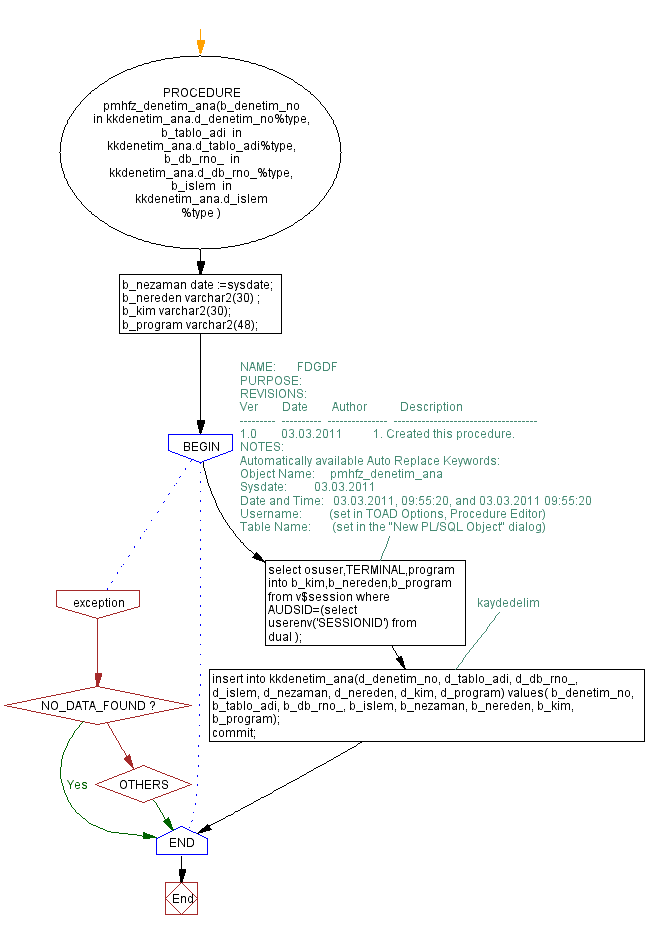 PROCEDURE
pmhfz_denetim_ana(b_denetim_no
in kkdenetim_ana.d_denetim_no%type,
b_tablo_adi in
kkdenetim_ana.d_tablo_adi%type,
b_db_rno_ in
kkdenetim_ana.d_db_rno_%type,
b_islem in
kkdenetim_ana.d_islem
%type )
b_nezaman date :=sysdate;
b_nereden varchar2(30) ;
b_kim varchar2(30);
b_program varchar2(48);
NAME: FDGDF
PURPOSE:
REVISIONS:
Ver Date Author Description
--------- ---------- --------------- ------------------------------------
1.0 03.03.2011 1. Created this procedure.
NOTES:
Automatically available Auto Replace Keywords:
Object Name: pmhfz_denetim_ana
Sysdate: 03.03.2011
Date and Time: 03.03.2011, 09:55:20, and 03.03.2011 09:55:20
Username: (set in TOAD Options, Procedure Editor)
Table Name: (set in the "New PL/SQL Object" dialog)
BEGIN
select osuser,TERMINAL,program
into b_kim,b_nereden,b_program
from v$session where
AUDSID=(select
userenv('SESSIONID') from
dual );
exception
kaydedelim
insert into kkdenetim_ana(d_denetim_no, d_tablo_adi, d_db_rno_,
d_islem, d_nezaman, d_nereden, d_kim, d_program) values( b_denetim_no,
b_tablo_adi, b_db_rno_, b_islem, b_nezaman, b_nereden, b_kim,
b_program);
commit;
NO_DATA_FOUND ?
Yes
OTHERS
END
End